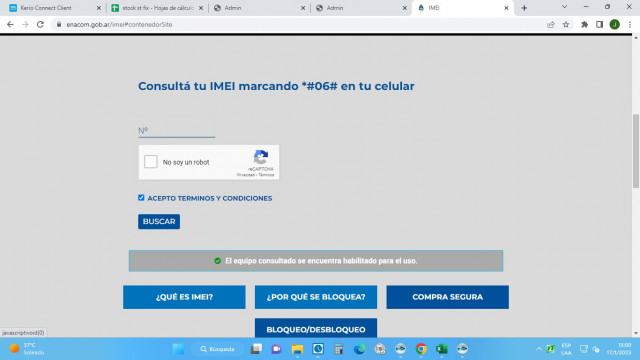 Kerio Connect Client
stock st fix - Hojas de cálculo
Admin
Admin
IMEI
enacom.gob.ar/imei#contenedorSite
Consultá tu IMEI marcando *#06# en tu celular
Nº
No soy un robot
reCAPTCHA
Privacidad - Términos
ACEPTO TERMINOS Y CONDICIONES
BUSCAR
El equipo consultado se encuentra habilitado para el uso.
¿QUÉ ES IMEI?
¿POR QUÉ SE BLOQUEA?
COMPRA SEGURA
BLOQUEO/DESBLOQUEO
javascript:void(0)
37°C
Soleado
Búsqueda
ESP
LAA
15:00
17/1/2023